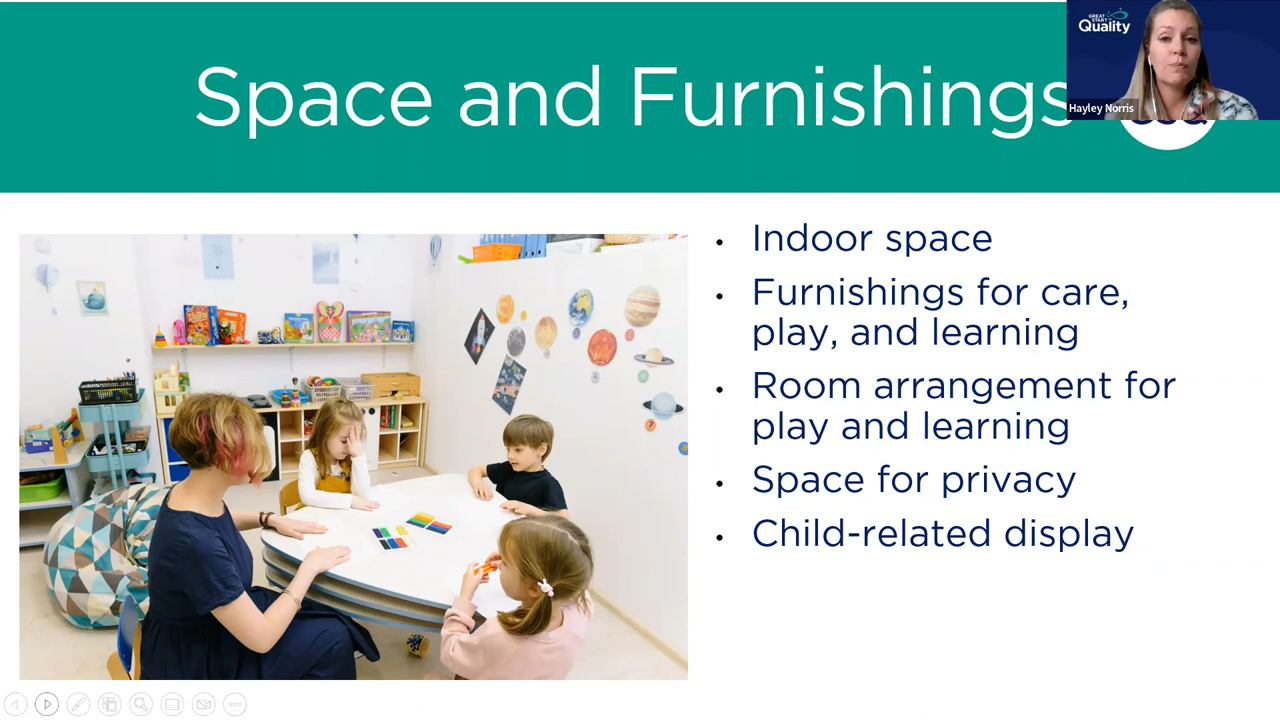 Space and Furnishings
GREAT
START
Quality
Hayley Norris
Indoor space
Furnishings for care,
play, and learning
Room arrangement for
play and learning
Space for privacy
Child-related display